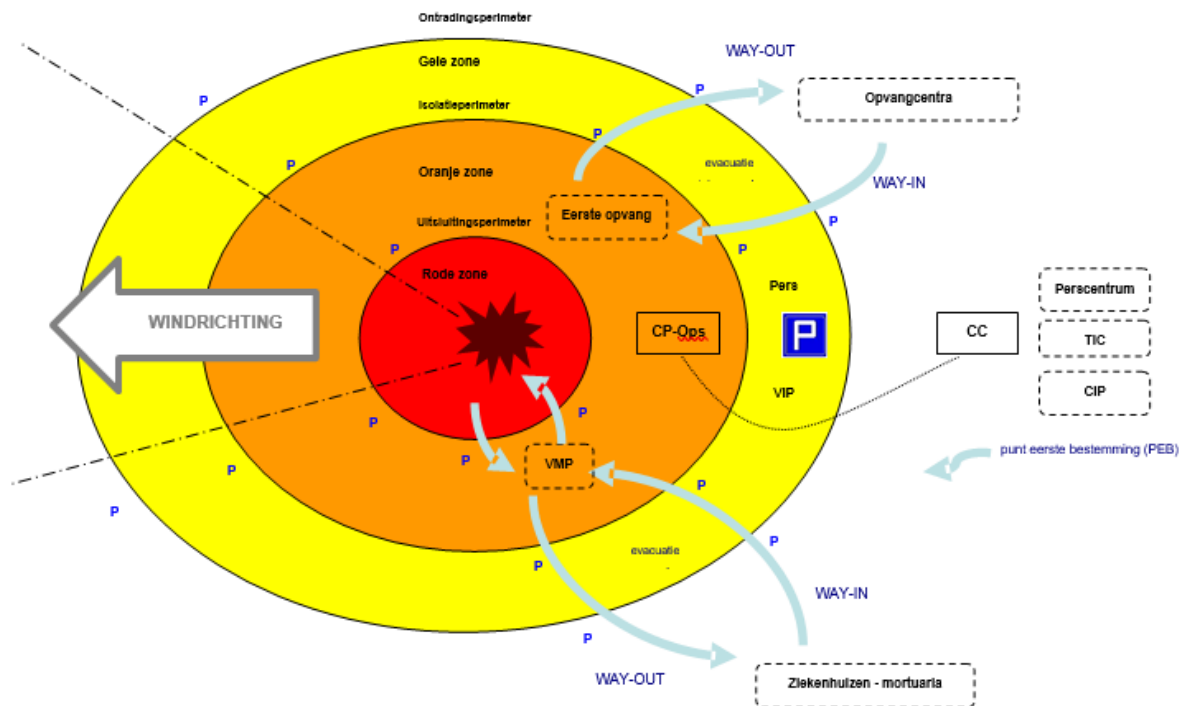 Ontradingsperimeter
WAY-OUT
Gele zone
P
P
Opvangcentra
Isolatieperimeter
P
P
evacuatie
Oranje zone
WAY-IN
Eerste opvang
Uitsluitingsperimeter
P
P
P
Rode zone
Pers
Perscentrum
WINDRICHTING
CP-Ops
P
CC
TIC
VIP
CIP
P
P
punt eerste bestemming (PEB)
P
VMP
P
P
P
P
evacuatie
P
WAY-IN
P
WAY-OUT
Ziekenhuizen - mortuaria